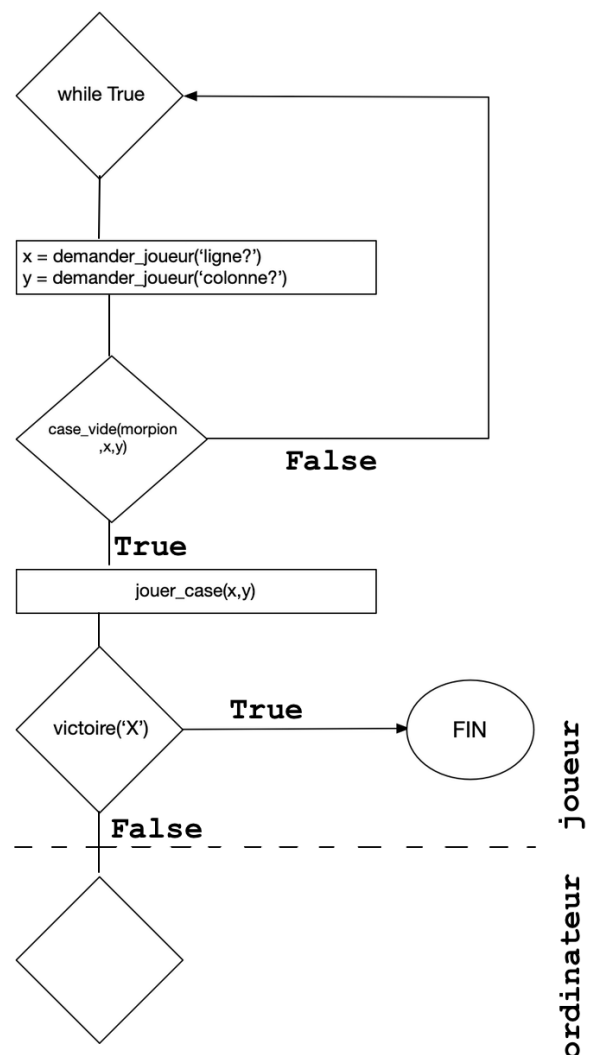 while True
x = demander_joueur(‘ligne?’)
y = demander_joueur(‘colonne?’)
case_vide(morpion
,x,y)
False
True
jouer_case(x,y)
victoire(‘X’)
True
FIN
joueur
False
ordinateur